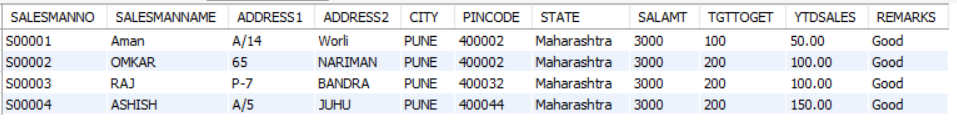 SALESMANNO SALESMANNAME ADDRESS1 ADDRESS2 CITY PINCODE STATE SALAMT TGTTOGET YTDSALES REMARKS
S00001 Aman A/14 Worli PUNE 400002 Maharashtra 3000 100 50.00 Good
S00002 OMKAR 65 NARIMAN PUNE 400002 Maharashtra 3000 200 100.00 Good
S00003 RAJ P-7 BANDRA PUNE 400032 Maharashtra 3000 200 100.00 Good
S00004 ASHISH A/5 JUHU PUNE 400044 Maharashtra 3000 200 150.00 Good